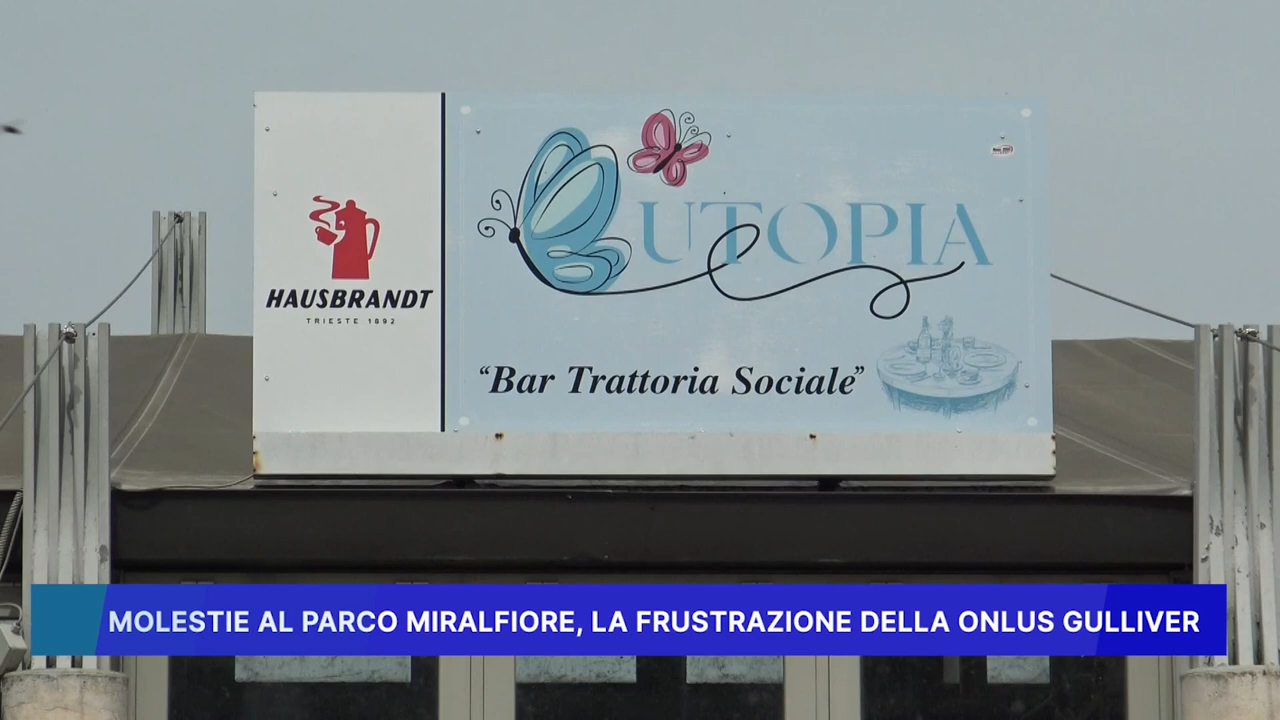 HAUSBRANDT
TRIESTE 1892
UTOPIA
“Bar Trattoria Sociale”
MOLESTIE AL PARCO MIRALFIORE, LA FRUSTRAZIONE DELLA ONLUS GULLIVER